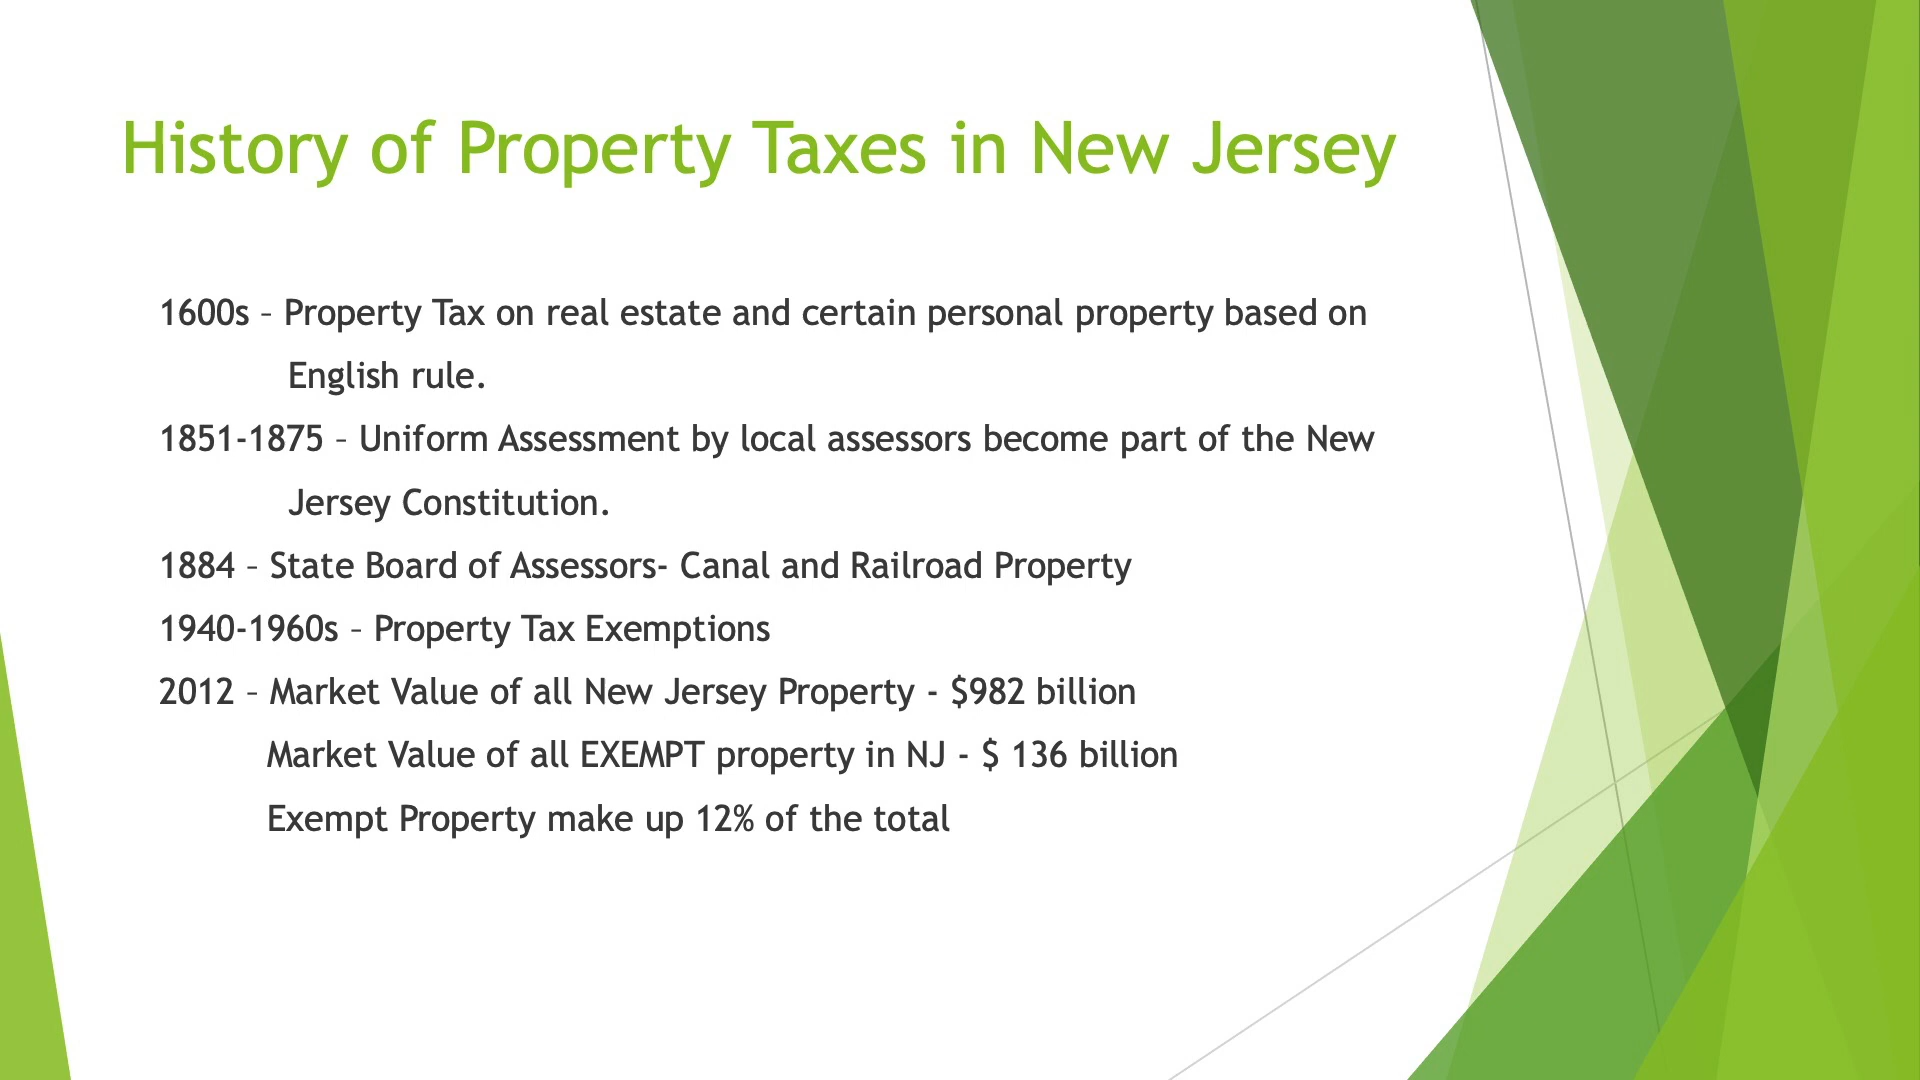 History of Property Taxes in New Jersey
1600s – Property Tax on real estate and certain personal property based on
English rule.
1851-1875 – Uniform Assessment by local assessors become part of the New
Jersey Constitution.
1884 – State Board of Assessors- Canal and Railroad Property
1940-1960s – Property Tax Exemptions
2012 – Market Value of all New Jersey Property - $982 billion
Market Value of all EXEMPT property in NJ - $ 136 billion
Exempt Property make up 12% of the total